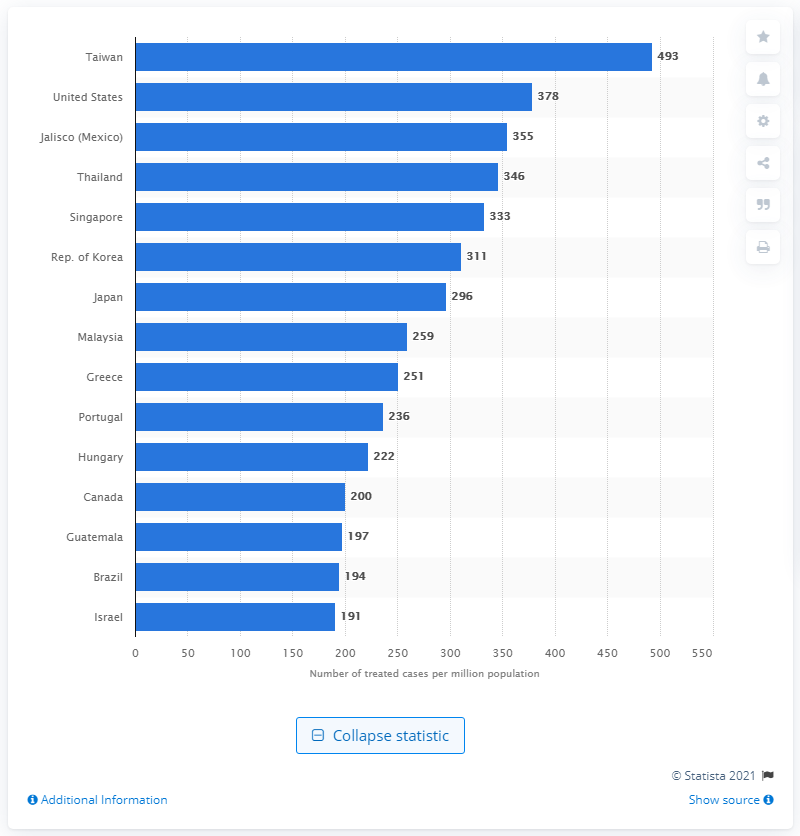 Taiwan 493
United States 378
Jalisco (Mexico) 355
Thailand 346
Singapore 333
Rep. of Korea 311
Japan 296
Malaysia 259
Greece 251
Portugal 236
Hungary 222
Canada 200
Guatemala 197
Brazil 194
Israel 191
0 50 100 150 200 250 300 350 400 450 500 550
Number of treated cases per million population
Collapse statistic
© Statista 2021
Additional Information Show source